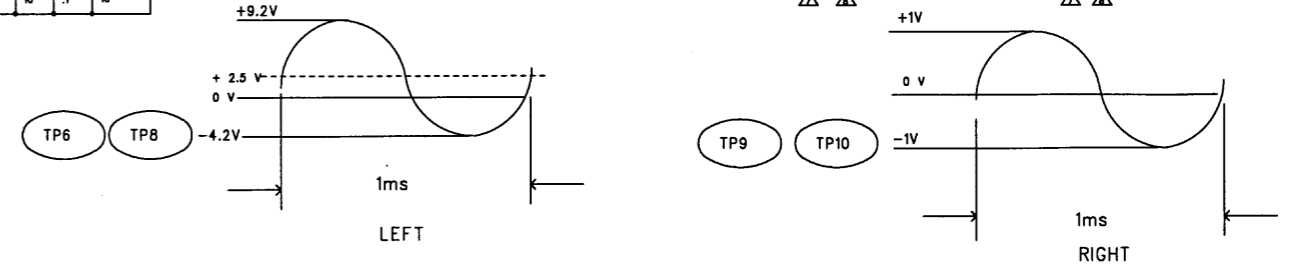 +9.2V
+ 2.5 V
0 V
-4.2V
TP6 TP8
1ms
LEFT
+1V
0 V
-1V
TP9 TP10
1ms
RIGHT